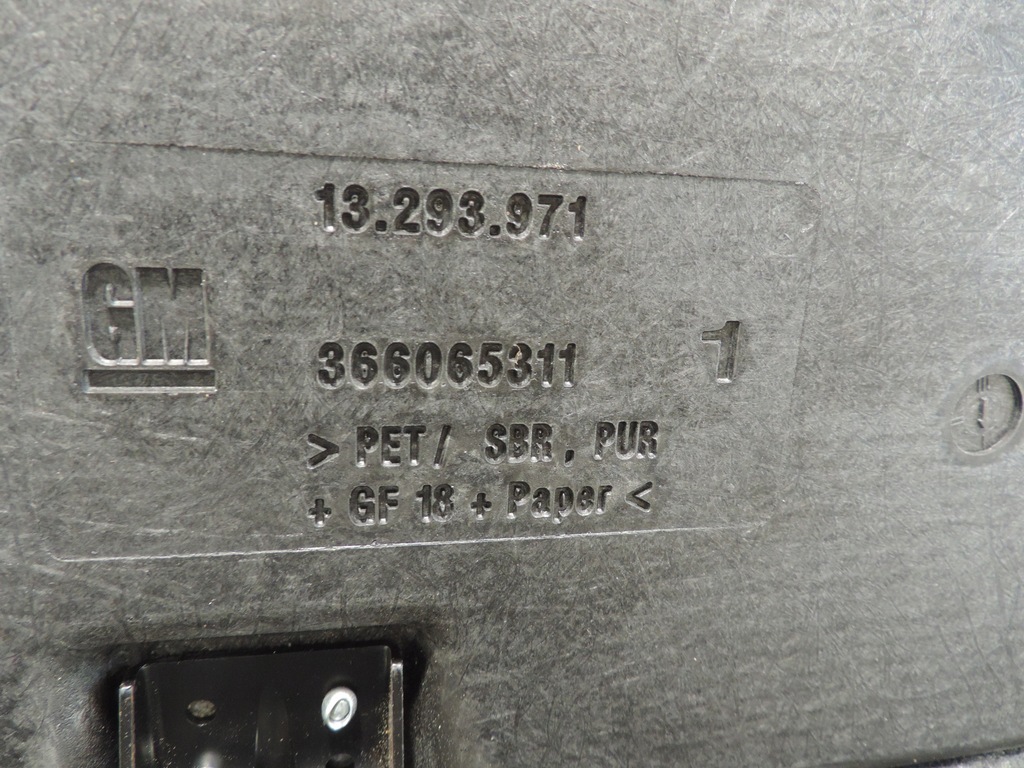 13.293.971
GM
366065311 1
> PET/ SBR, PUR
+ GF 18 + Paper <